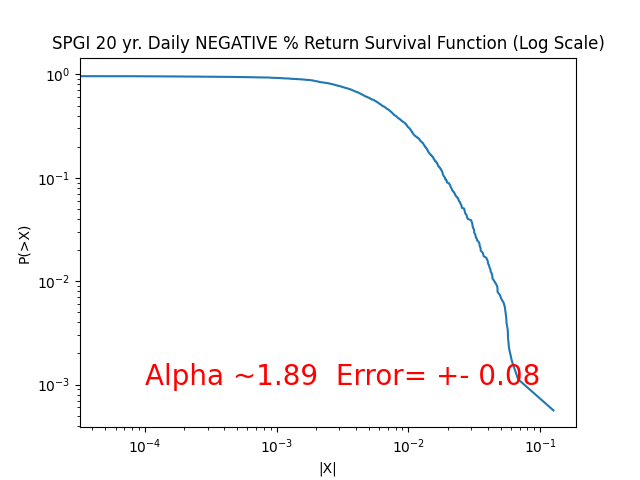 SPGI 20 yr. Daily NEGATIVE % Return Survival Function (Log Scale)
10⁰
10⁻¹
10⁻²
10⁻³
P(>X)
Alpha ~1.89 Error= +- 0.08
10⁻⁴
10⁻³
10⁻²
10⁻¹
|X|